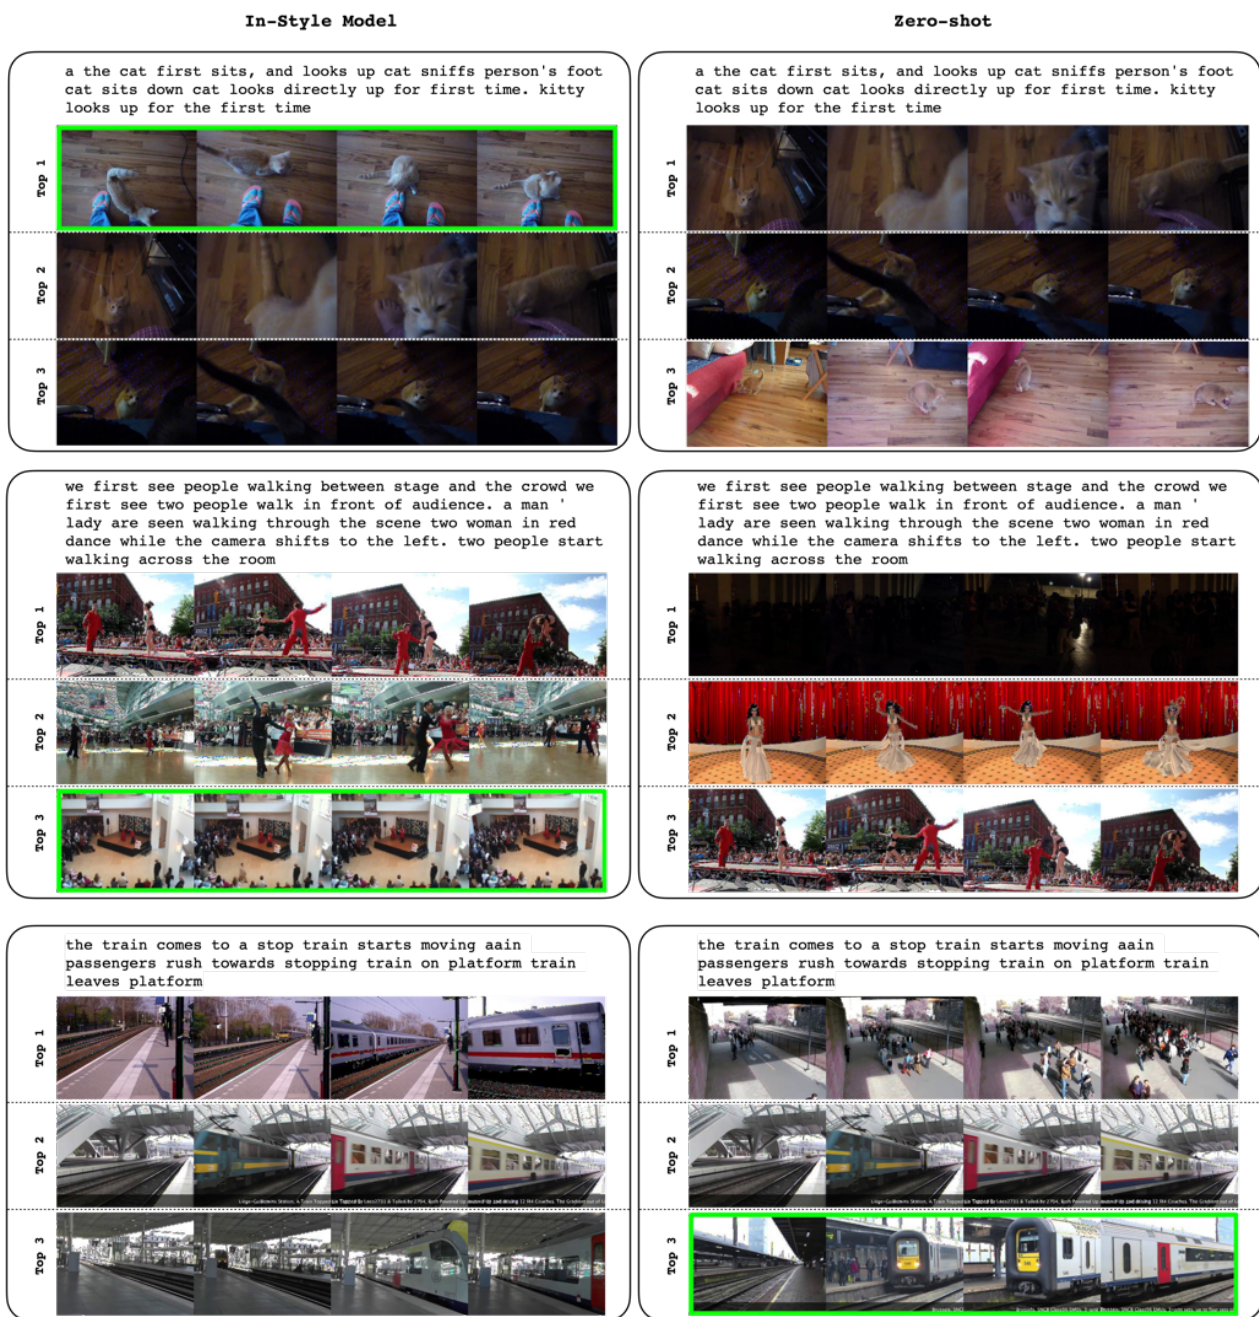 In-Style Model
Zero-shot
a the cat first sits, and looks up cat sniffs person's foot
cat sits down cat looks directly up for first time. kitty
looks up for the first time
Top 1
Top 2
Top 3
a the cat first sits, and looks up cat sniffs person's foot
cat sits down cat looks directly up for first time. kitty
looks up for the first time
Top 1
Top 2
Top 3
we first see people walking between stage and the crowd we
first see two people walk in front of audience. a man '
lady are seen walking through the scene two woman in red
dance while the camera shifts to the left. two people start
walking across the room
Top 1
Top 2
Top 3
we first see people walking between stage and the crowd we
first see two people walk in front of audience. a man '
lady are seen walking through the scene two woman in red
dance while the camera shifts to the left. two people start
walking across the room
Top 1
Top 2
Top 3
the train comes to a stop train starts moving aain
passengers rush towards stopping train on platform train
leaves platform
Top 1
Top 2
Top 3
the train comes to a stop train starts moving aain
passengers rush towards stopping train on platform train
leaves platform
Top 1
Top 2
Top 3